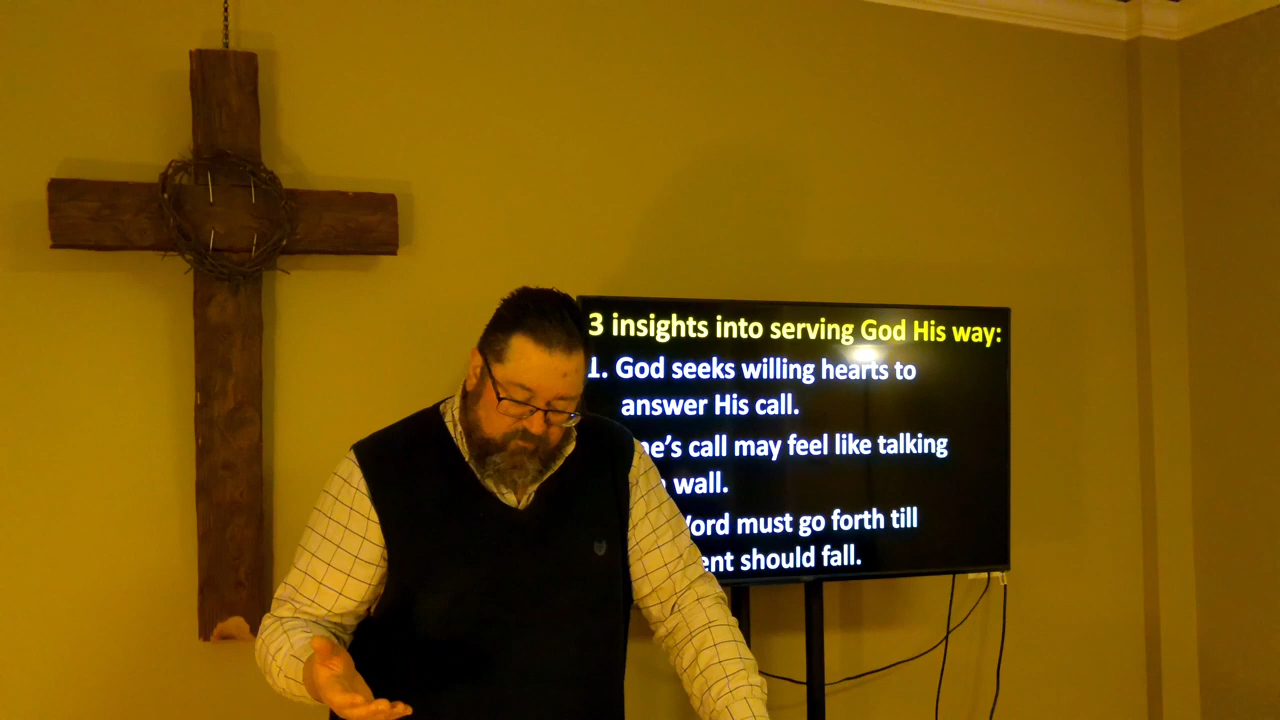 3 insights into serving God His way:
1. God seeks willing hearts to
answer His call.
call may feel like talking
wall.
must go forth till
should fall.